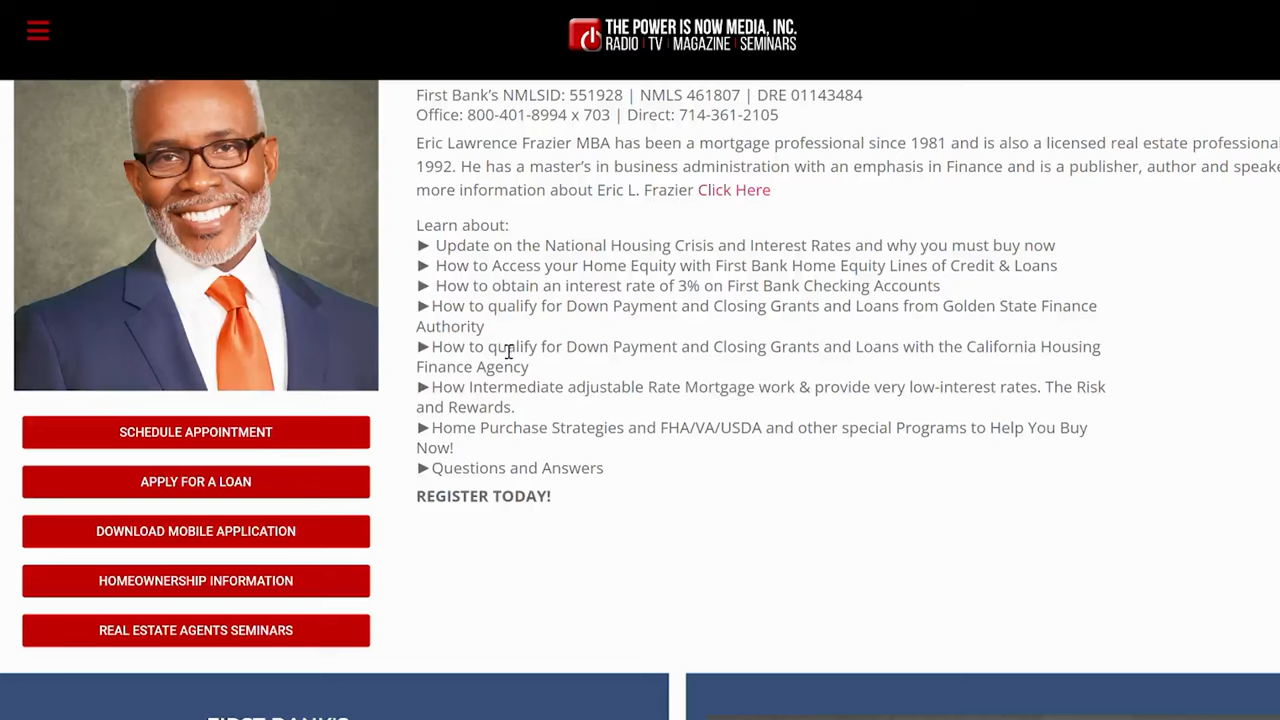 THE POWER IS NOW MEDIA, INC.
RADIO | TV | MAGAZINE | SEMINARS
First Bank's NMLSID: 551928 | NMLS 461807 | DRE 01143484
Office: 800-401-8994 x 703 | Direct: 714-361-2105
Eric Lawrence Frazier MBA has been a mortgage professional since 1981 and is also a licensed real estate professional
1992. He has a master's in business administration with an emphasis in Finance and is a publisher, author and
more information about Eric L. Frazier Click Here
Learn about:
► Update on the National Housing Crisis and Interest Rates and why you must buy now
► How to Access your Home Equity with First Bank Home Equity Lines of Credit & Loans
► How to obtain an interest rate of 3% on First Bank Checking Accounts
►How to qualify for Down Payment and Closing Grants and Loans from Golden State Finance
Authority
►How to qualify for Down Payment and Closing Grants and Loans with the California Housing
Finance Agency
►How Intermediate adjustable Rate Mortgage work & provide very low-interest rates. The Risk
and Rewards.
►Home Purchase Strategies and FHA/VA/USDA and other special Programs to Help You Buy
Now!
►Questions and Answers
REGISTER TODAY!
SCHEDULE APPOINTMENT
APPLY FOR A LOAN
DOWNLOAD MOBILE APPLICATION
HOMEOWNERSHIP INFORMATION
REAL ESTATE AGENTS SEMINARS
FIRST BANK'S